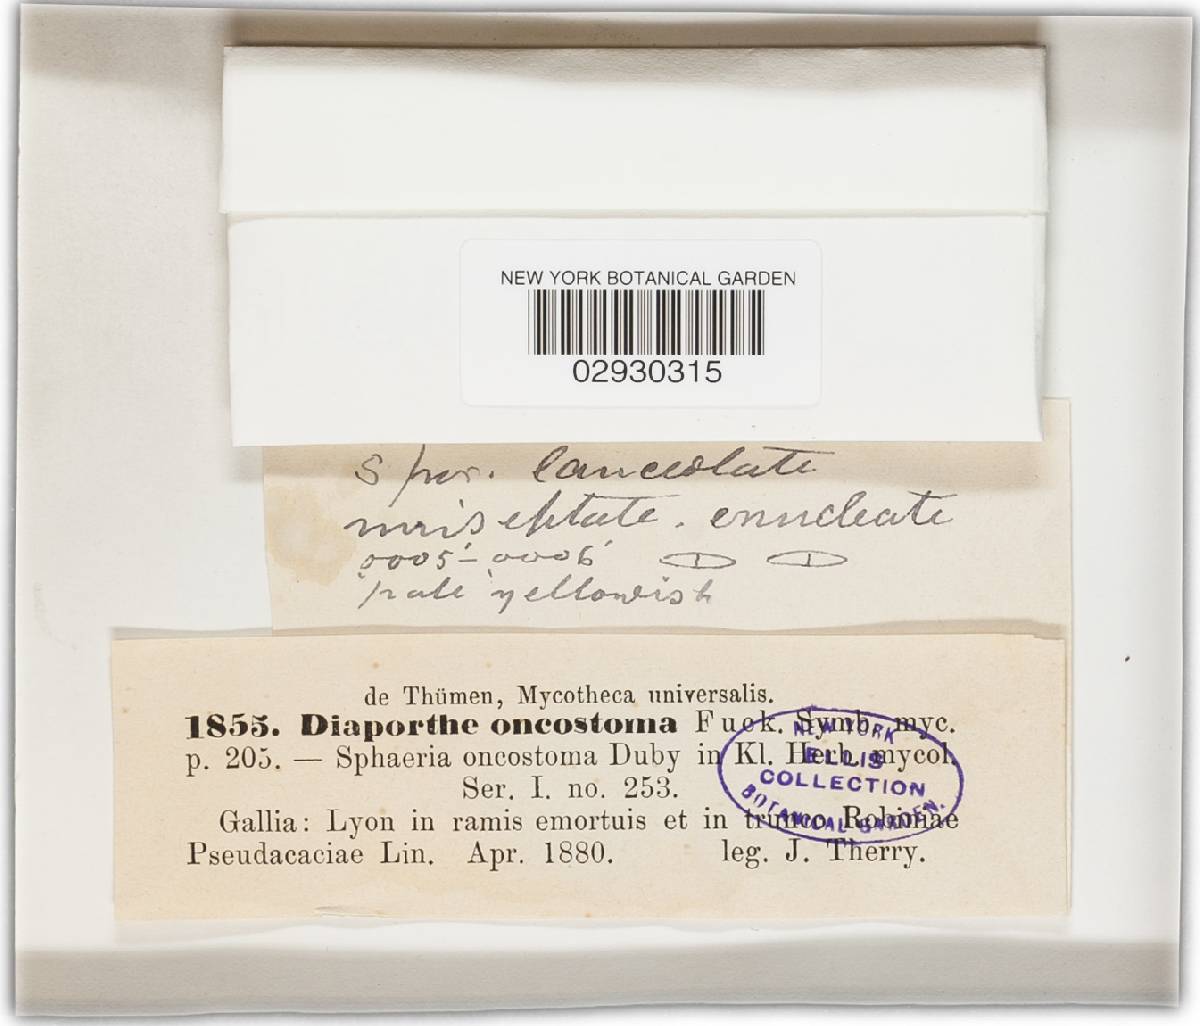 NEW YORK BOTANICAL GARDEN
02930315
Spor. lanceolate
uniseptate. enucleate
0005'-0006'
pale yellowish
de Thümen, Mycotheca universalis.
1855. Diaporthe oncostoma Fuck. Symb. myc.
p. 205. — Sphaeria oncostoma Duby in Kl. Herb. mycol.
Ser. I. no. 253.
Gallia: Lyon in ramis emortuis et in trunco Robiniae
Pseudacaciae Lin. Apr. 1880. leg. J. Therry.
NEW YORK
ELLIS
COLLECTION
BOTANICAL GARDEN.